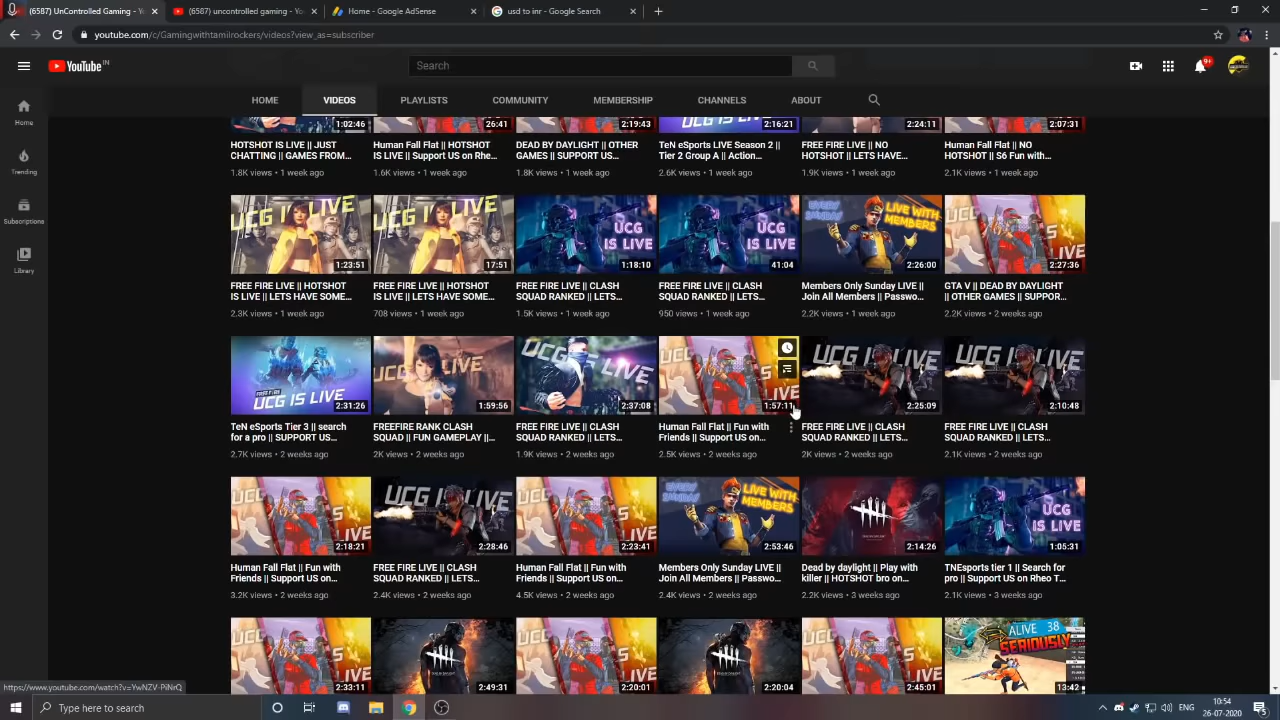 (6587) UnControlled Gaming - Yo
(6587) uncontrolled gaming - Yo
Home - Google AdSense
usd to inr - Google Search
youtube.com/c/Gamingwithtamilrockers/videos?view_as=subscriber
YouTube IN
Search
9+
HOME
VIDEOS
PLAYLISTS
COMMUNITY
MEMBERSHIP
CHANNELS
ABOUT
Home
Trending
Subscriptions
Library
1:02:46
26:41
2:19:43
2:16:21
2:24:11
2:07:31
HOTSHOT IS LIVE || JUST
CHATTING || GAMES FROM...
1.8K views • 1 week ago
Human Fall Flat || HOTSHOT
IS LIVE || Support US on Rhe...
1.6K views • 1 week ago
DEAD BY DAYLIGHT || OTHER
GAMES || SUPPORT US...
1.8K views • 1 week ago
TeN eSports LIVE Season 2 ||
Tier 2 Group A || Action...
2.6K views • 1 week ago
FREE FIRE LIVE || NO
HOTSHOT || LETS HAVE...
1.9K views • 1 week ago
Human Fall Flat || NO
HOTSHOT || S6 Fun with...
2.1K views • 1 week ago
UCG IS LIVE
1:23:51
UCG IS LIVE
17:51
UCG
IS LIVE
1:18:10
UCG
IS LIVE
41:04
EVERY
SUNDAY
LIVE WITH
MEMBERS
2:26:00
2:27:36
FREE FIRE LIVE || HOTSHOT
IS LIVE || LETS HAVE SOME...
2.3K views • 1 week ago
FREE FIRE LIVE || HOTSHOT
IS LIVE || LETS HAVE SOME...
708 views • 1 week ago
FREE FIRE LIVE || CLASH
SQUAD RANKED || LETS...
1.5K views • 1 week ago
FREE FIRE LIVE || CLASH
SQUAD RANKED || LETS...
950 views • 1 week ago
Members Only Sunday LIVE ||
Join All Members || Passwo...
2.2K views • 1 week ago
GTA V || DEAD BY DAYLIGHT
|| OTHER GAMES || SUPPOR...
2.2K views • 2 weeks ago
FREE FIRE
UCG IS LIVE
2:31:26
UCG IS LIVE
1:59:56
UCG IS LIVE
2:37:08
1:57:11
UCG IS LIVE
2:25:09
UCG IS LIVE
2:10:48
TeN eSports Tier 3 || search
for a pro || SUPPORT US...
2.7K views • 2 weeks ago
FREEFIRE RANK CLASH
SQUAD || FUN GAMEPLAY ||...
2K views • 2 weeks ago
FREE FIRE LIVE || CLASH
SQUAD RANKED || LETS...
1.9K views • 2 weeks ago
Human Fall Flat || Fun with
Friends || Support US on...
2.5K views • 2 weeks ago
FREE FIRE LIVE || CLASH
SQUAD RANKED || LETS...
2K views • 2 weeks ago
FREE FIRE LIVE || CLASH
SQUAD RANKED || LETS...
2.1K views • 2 weeks ago
2:18:21
UCG IS LIVE
2:28:46
2:23:41
EVERY
SUNDAY
LIVE WITH
MEMBERS
2:53:46
2:14:26
UCG
IS LIVE
1:05:31
Human Fall Flat || Fun with
Friends || Support US on...
3.2K views • 2 weeks ago
FREE FIRE LIVE || CLASH
SQUAD RANKED || LETS...
2.4K views • 2 weeks ago
Human Fall Flat || Fun with
Friends || Support US on...
4.5K views • 2 weeks ago
Members Only Sunday LIVE ||
Join All Members || Passwo...
2.4K views • 2 weeks ago
Dead by daylight || Play with
killer || HOTSHOT bro on...
2.2K views • 3 weeks ago
TNEsports tier 1 || Search for
pro || Support US on Rheo T...
2.1K views • 3 weeks ago
2:33:11
2:49:31
2:20:01
2:20:04
2:45:01
ALIVE 38
SERIOUSLY
13:42
https://www.youtube.com/watch?v=YwNZV-PiNrQ
Type here to search
ENG
10:54
26-07-2020
5